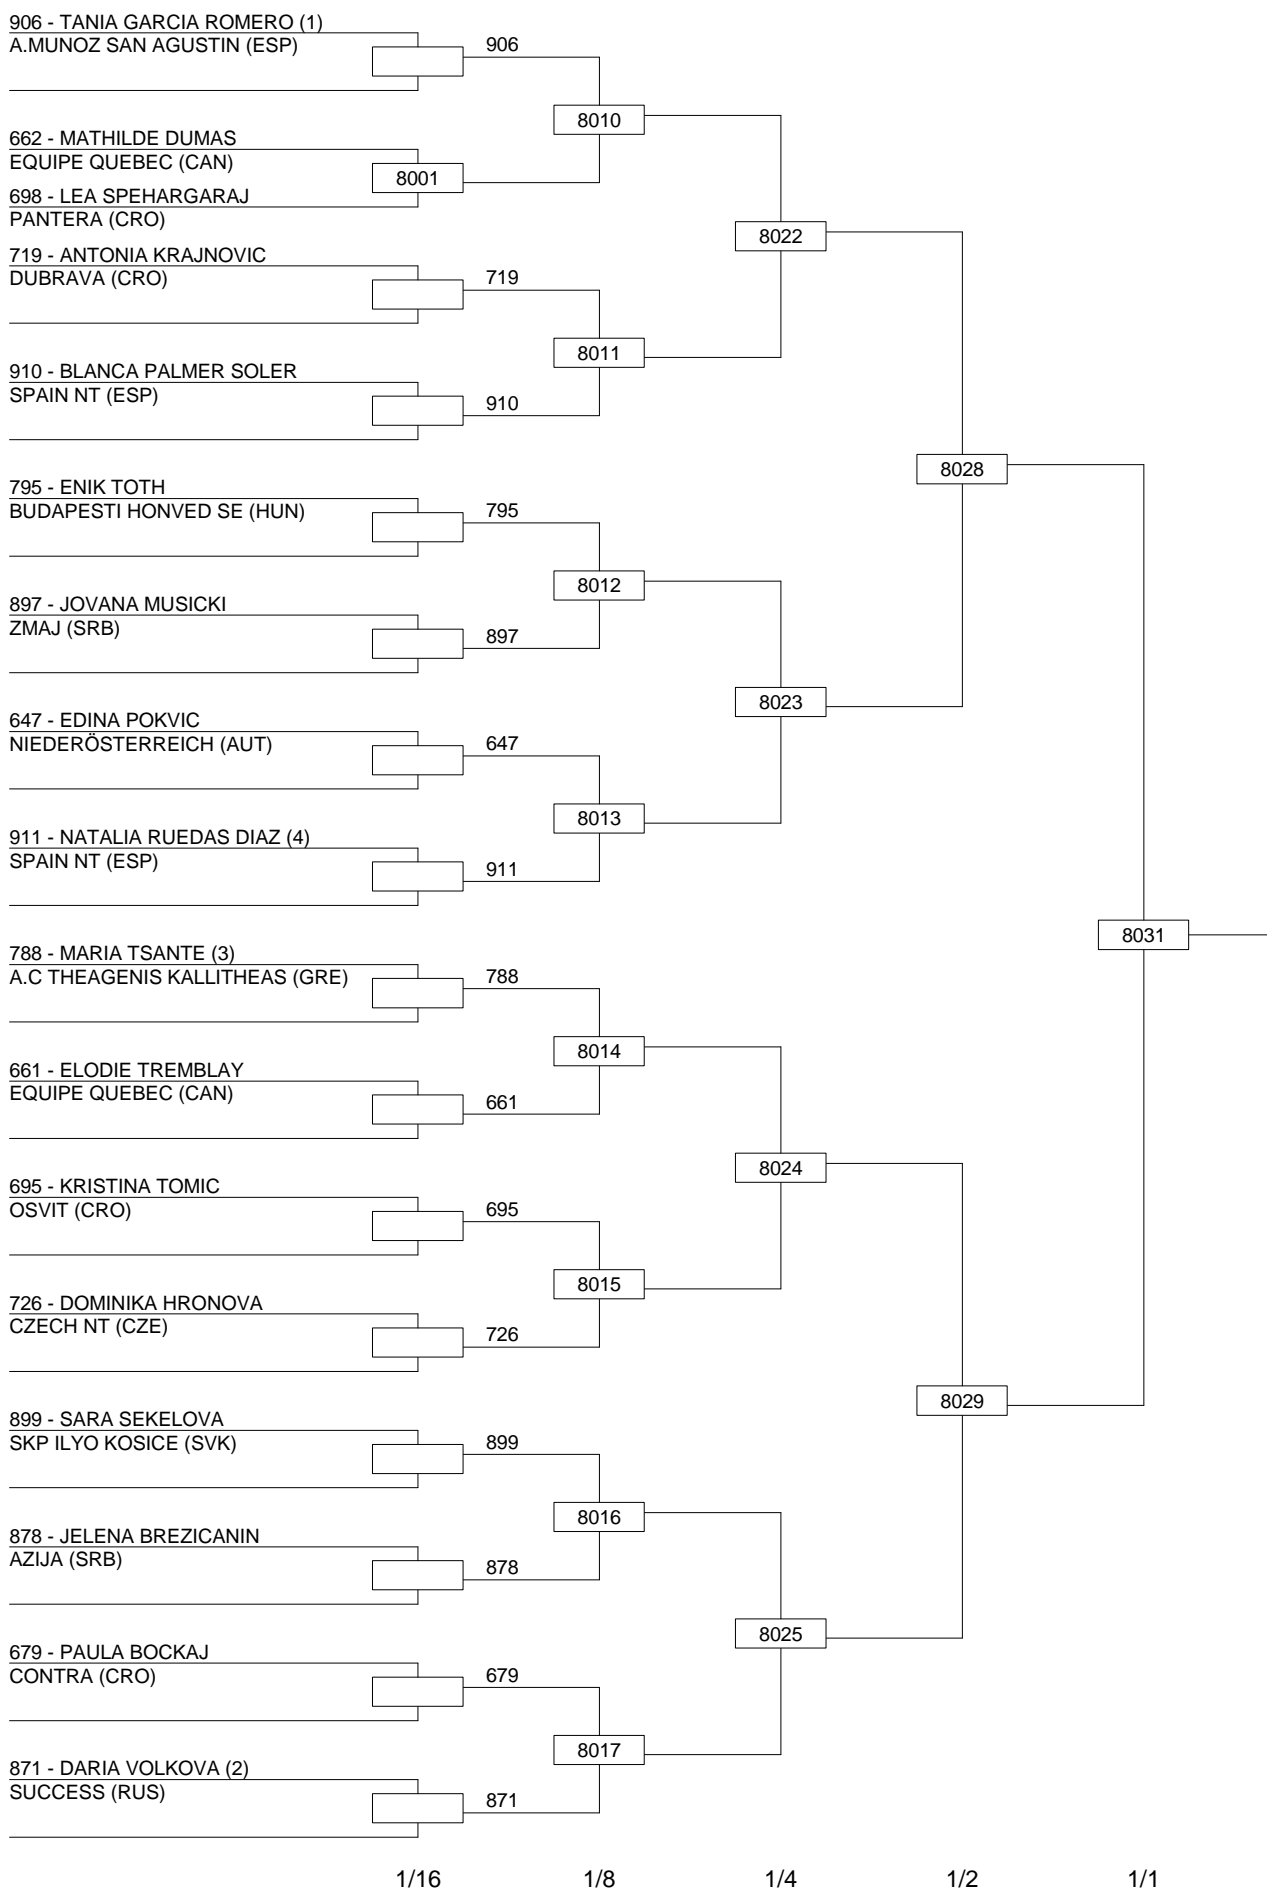 906 - TANIA GARCIA ROMERO (1)
A.MUNOZ SAN AGUSTIN (ESP)
906
8010
662 - MATHILDE DUMAS
EQUIPE QUEBEC (CAN)
8001
698 - LEA SPEHARGARAJ
PANTERA (CRO)
8022
719 - ANTONIA KRAJNOVIC
DUBRAVA (CRO)
719
8011
910 - BLANCA PALMER SOLER
SPAIN NT (ESP)
910
8028
795 - ENIK TOTH
BUDAPESTI HONVED SE (HUN)
795
8012
897 - JOVANA MUSICKI
ZMAJ (SRB)
897
8023
647 - EDINA POKVIC
NIEDERÖSTERREICH (AUT)
647
8013
911 - NATALIA RUEDAS DIAZ (4)
SPAIN NT (ESP)
911
8031
788 - MARIA TSANTE (3)
A.C THEAGENIS KALLITHEAS (GRE)
788
8014
661 - ELODIE TREMBLAY
EQUIPE QUEBEC (CAN)
661
8024
695 - KRISTINA TOMIC
OSVIT (CRO)
695
8015
726 - DOMINIKA HRONOVA
CZECH NT (CZE)
726
8029
899 - SARA SEKELOVA
SKP ILYO KOSICE (SVK)
899
8016
878 - JELENA BREZICANIN
AZIJA (SRB)
878
8025
679 - PAULA BOCKAJ
CONTRA (CRO)
679
8017
871 - DARIA VOLKOVA (2)
SUCCESS (RUS)
871
1/16 1/8 1/4 1/2 1/1